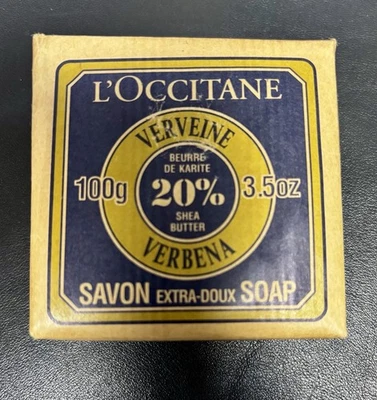 L'OCCITANE
VERVEINE
BEURRE
DE KARITE
100g 20% 3.5oz
SHEA
BUTTER
VERBENA
SAVON EXTRA-DOUX SOAP